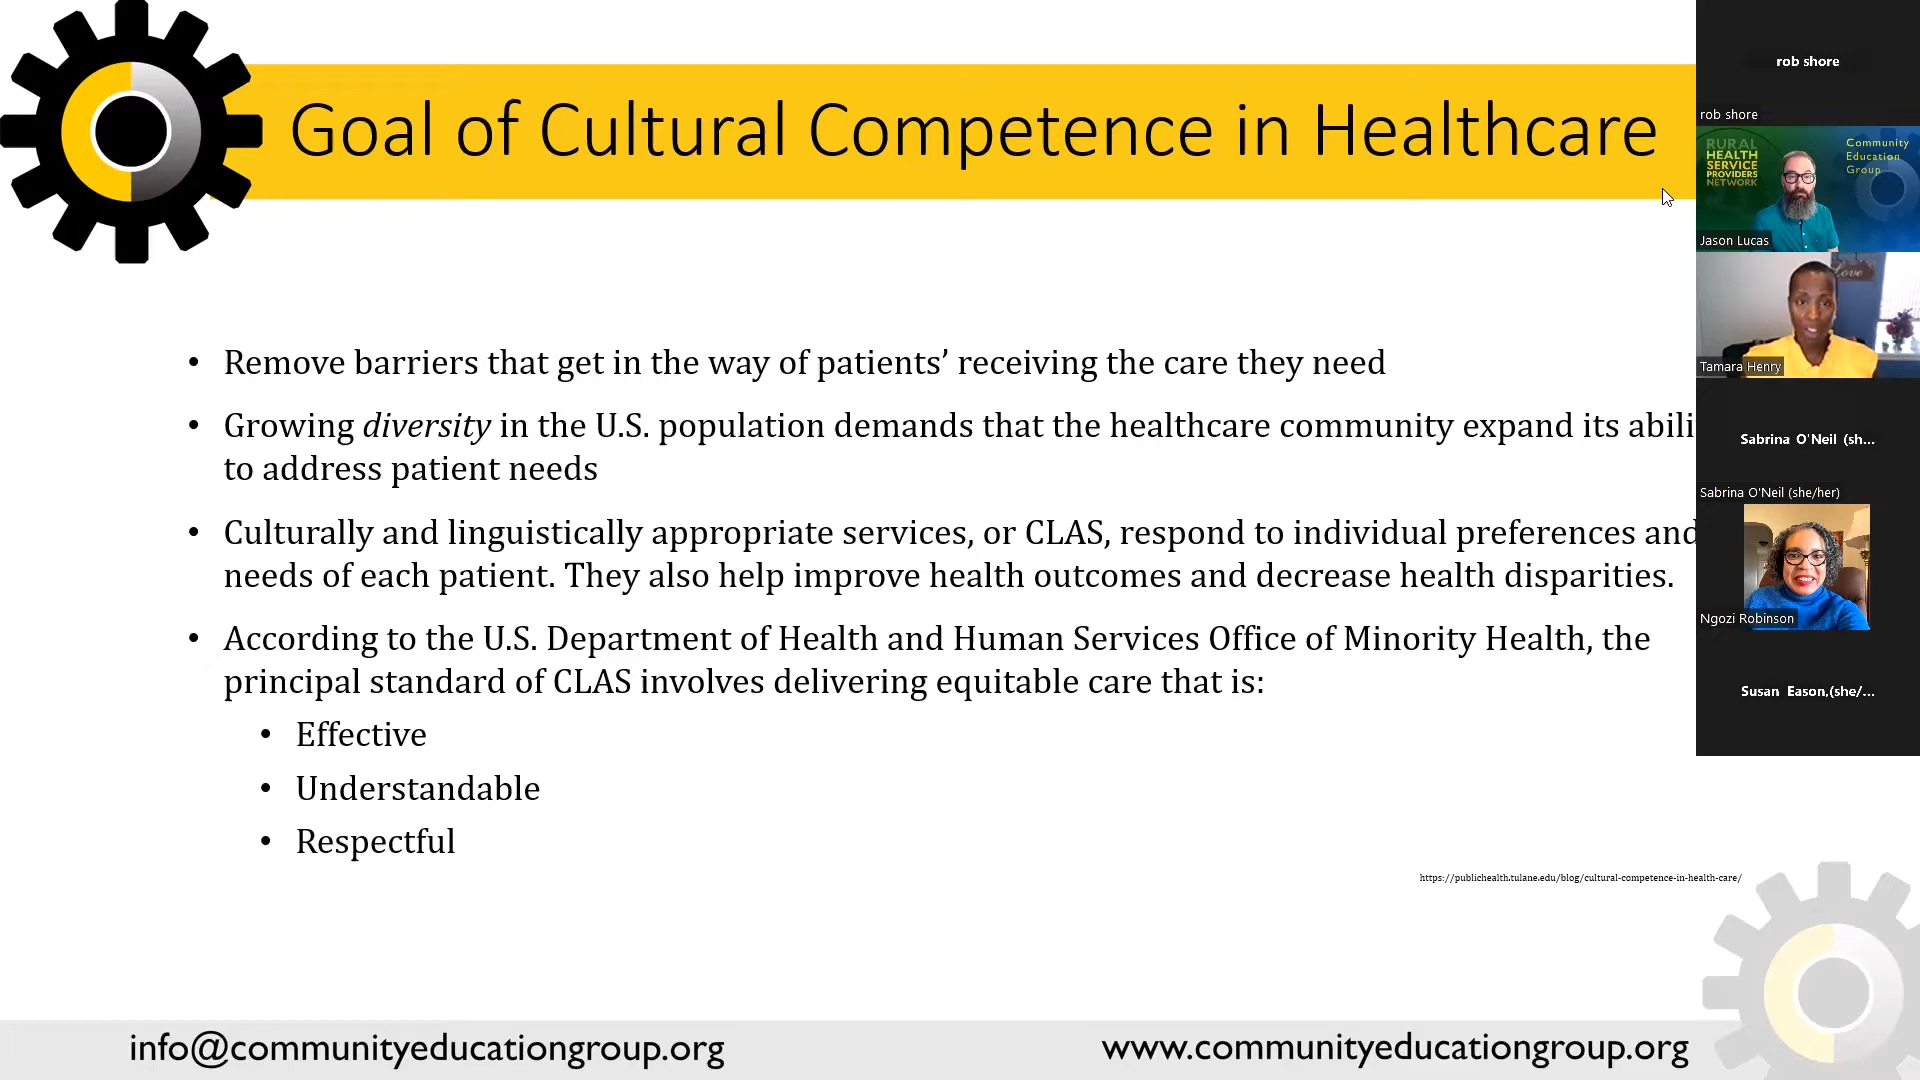 Goal of Cultural Competence in Healthcare
• Remove barriers that get in the way of patients’ receiving the care they need
• Growing diversity in the U.S. population demands that the healthcare community expand its abili
to address patient needs
• Culturally and linguistically appropriate services, or CLAS, respond to individual preferences and
needs of each patient. They also help improve health outcomes and decrease health disparities.
• According to the U.S. Department of Health and Human Services Office of Minority Health, the
principal standard of CLAS involves delivering equitable care that is:
• Effective
• Understandable
• Respectful
https://publichealth.tulane.edu/blog/cultural-competence-in-health-care/
info@communityeducationgroup.org
www.communityeducationgroup.org
rob shore
rob shore
RURAL
HEALTH
SERVICE
PROVIDERS
NETWORK
Community
Education
Group
Jason Lucas
Love
Tamara Henry
Sabrina O'Neil (sh...
Sabrina O'Neil (she/her)
Ngozi Robinson
Susan Eason,(she/...